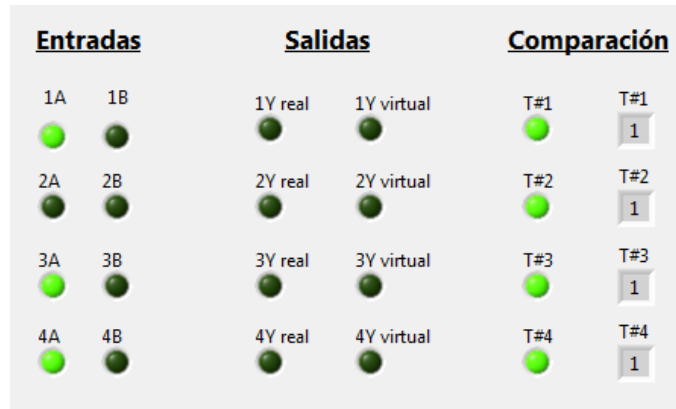 Entradas Salidas Comparación
1A 1B 1Y real 1Y virtual T#1 T#1
1
2A 2B 2Y real 2Y virtual T#2 T#2
1
3A 3B 3Y real 3Y virtual T#3 T#3
1
4A 4B 4Y real 4Y virtual T#4 T#4
1